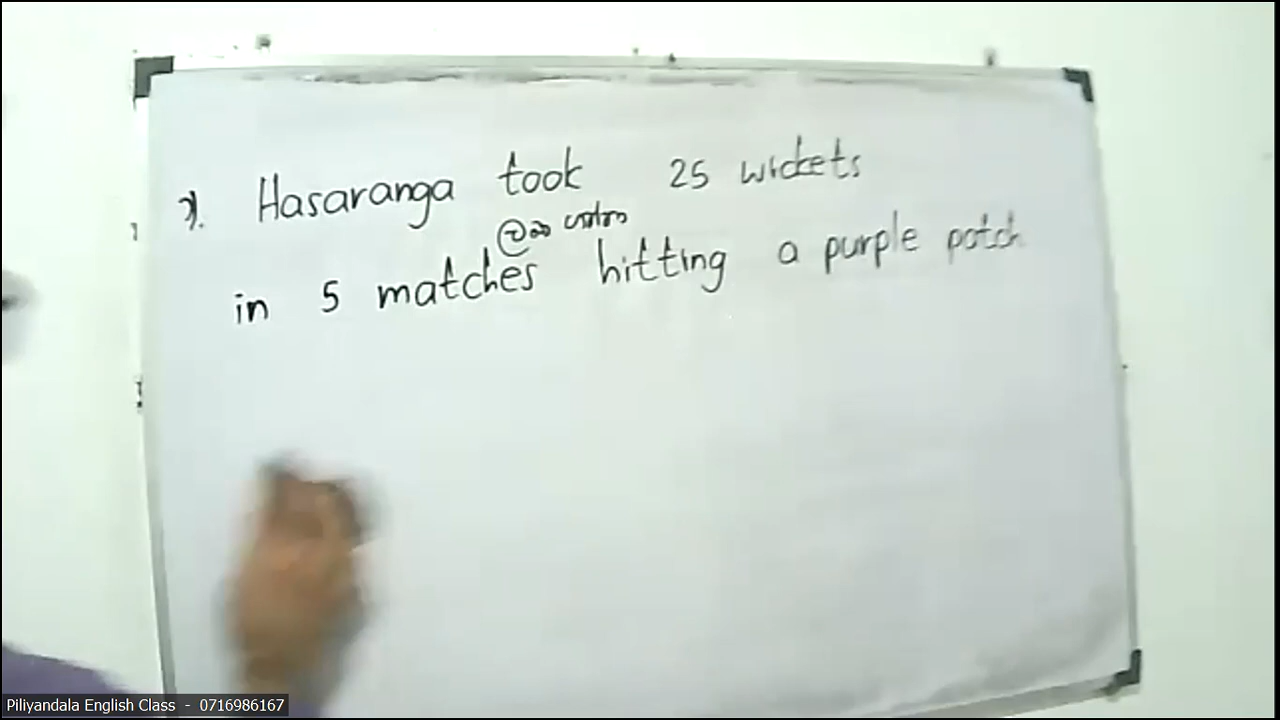 Hasaranga took 25 wickets
in 5 matches hitting a purple patch
Piliyandala English Class - 0716986167